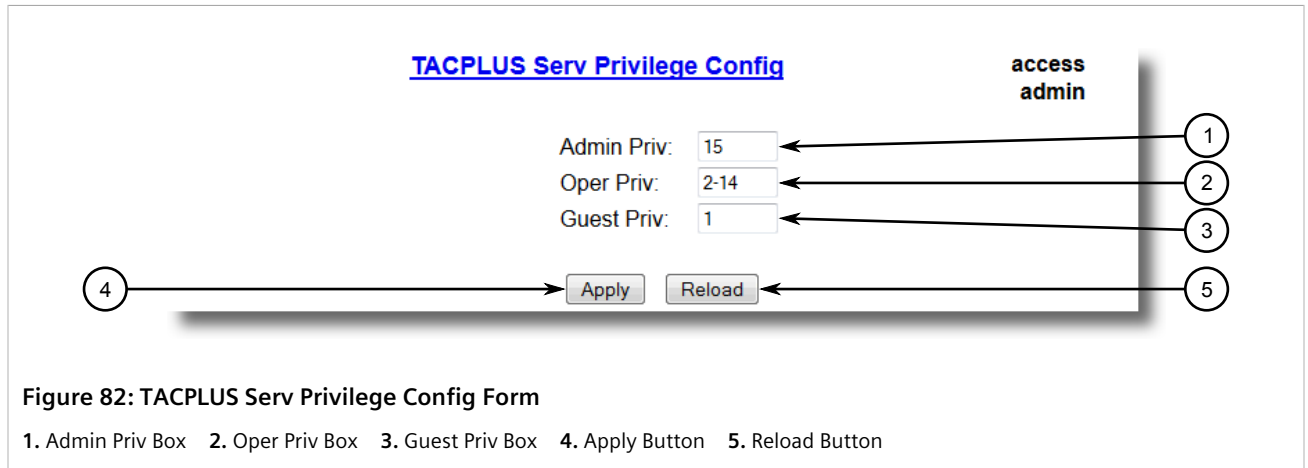 TACPLUS Serv Privilege Config
access
admin
Admin Priv: 15
1
Oper Priv: 2-14
2
Guest Priv: 1
3
4
Apply Reload
5
Figure 82: TACPLUS Serv Privilege Config Form
1. Admin Priv Box 2. Oper Priv Box 3. Guest Priv Box 4. Apply Button 5. Reload Button